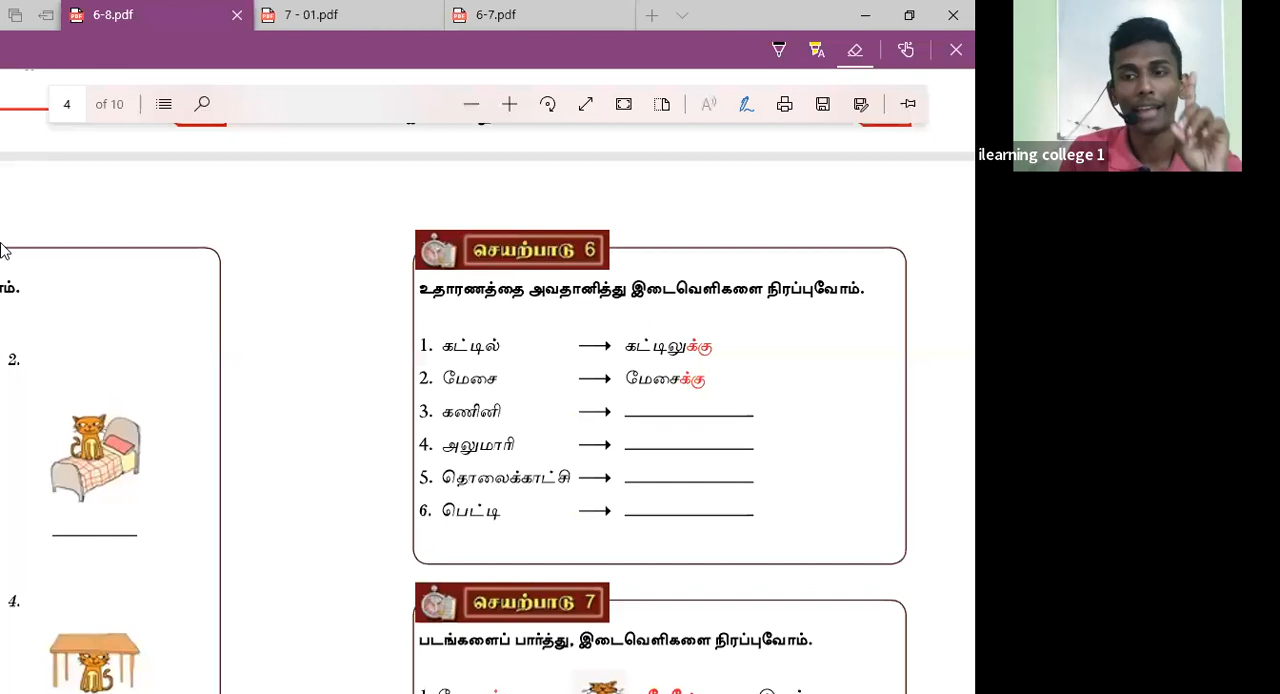 6-8.pdf
7 - 01.pdf
6-7.pdf
4 of 10
ilearning college 1
ம்.
2.
4.
செயற்பாடு 6
உதாரணத்தை அவதானித்து இடைவெளிகளை நிரப்புவோம்.
1. கட்டில் → கட்டிலுக்கு
2. மேசை → மேசைக்கு
3. கணினி →
4. அலுமாரி →
5. தொலைக்காட்சி →
6. பெட்டி →
செயற்பாடு 7
படங்களைப் பார்த்து, இடைவெளிகளை நிரப்புவோம்.